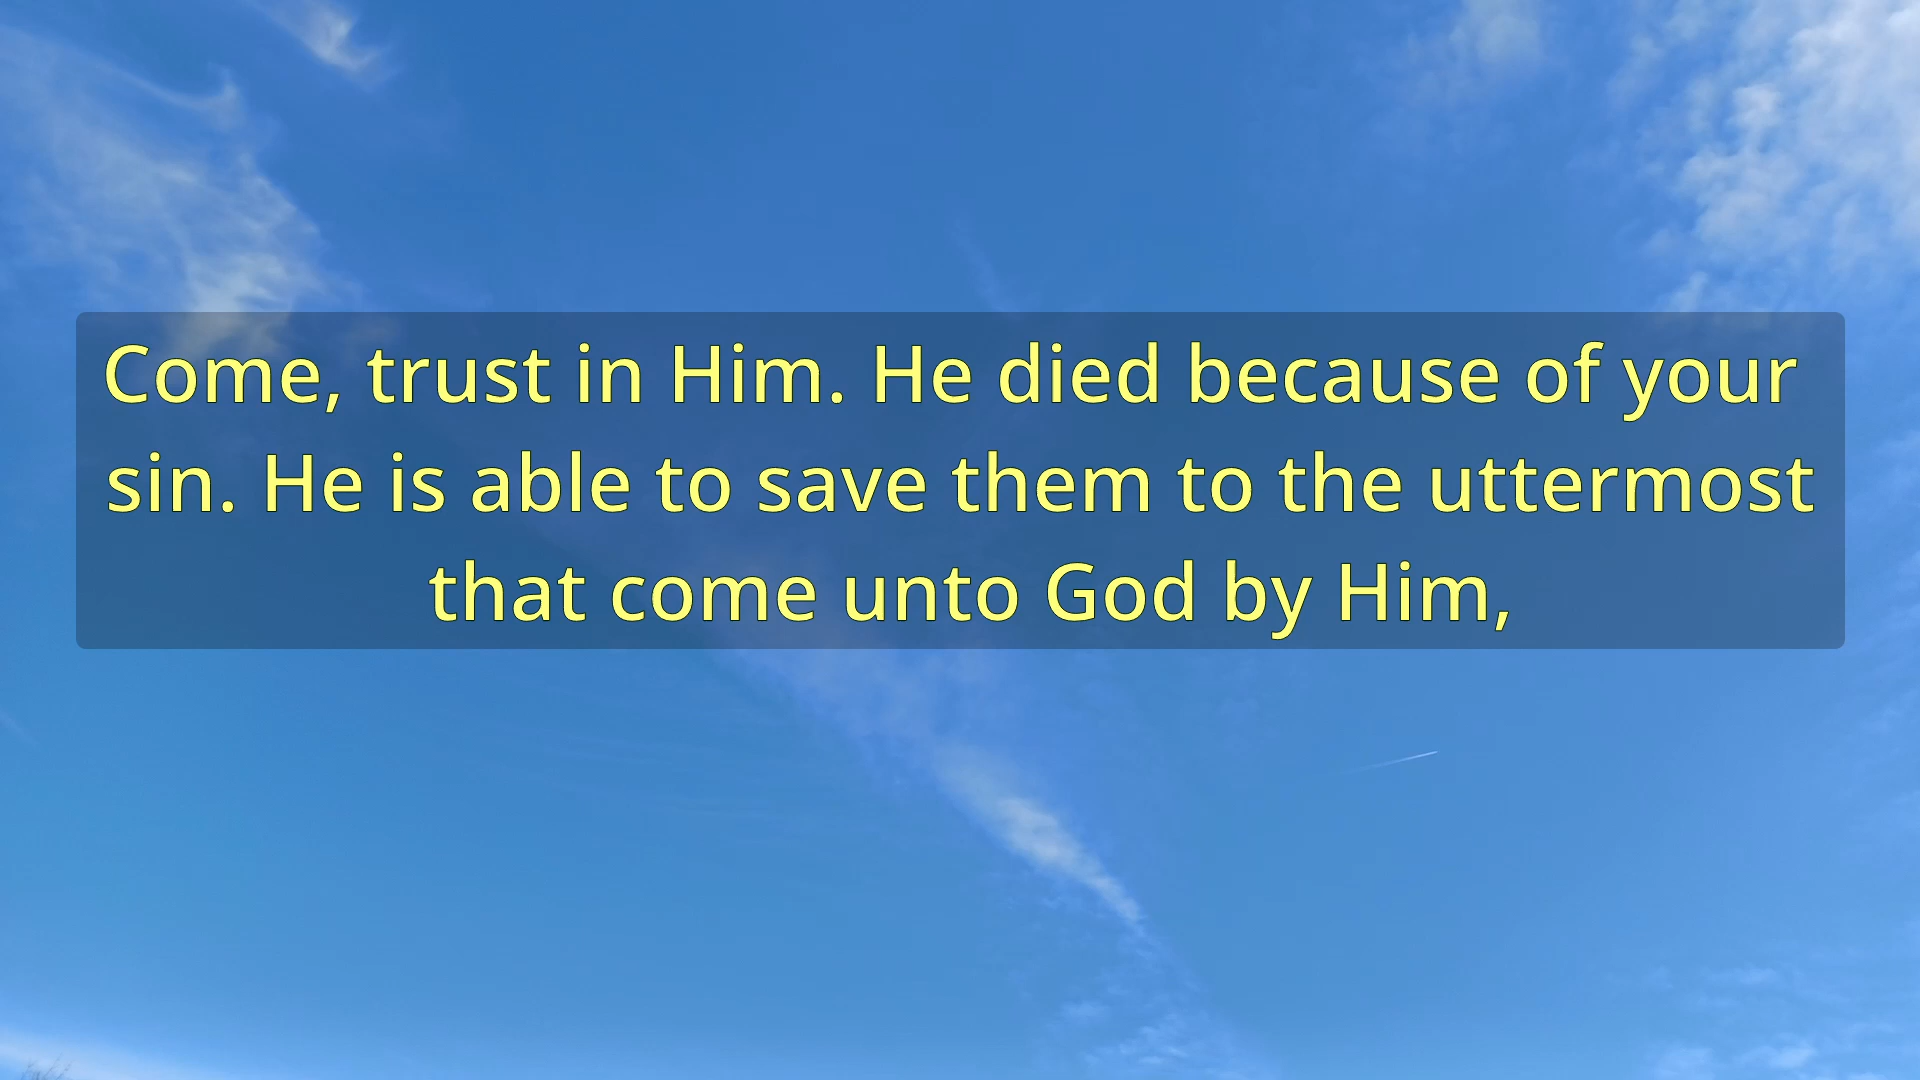 Come, trust in Him. He died because of your
sin. He is able to save them to the uttermost
that come unto God by Him,